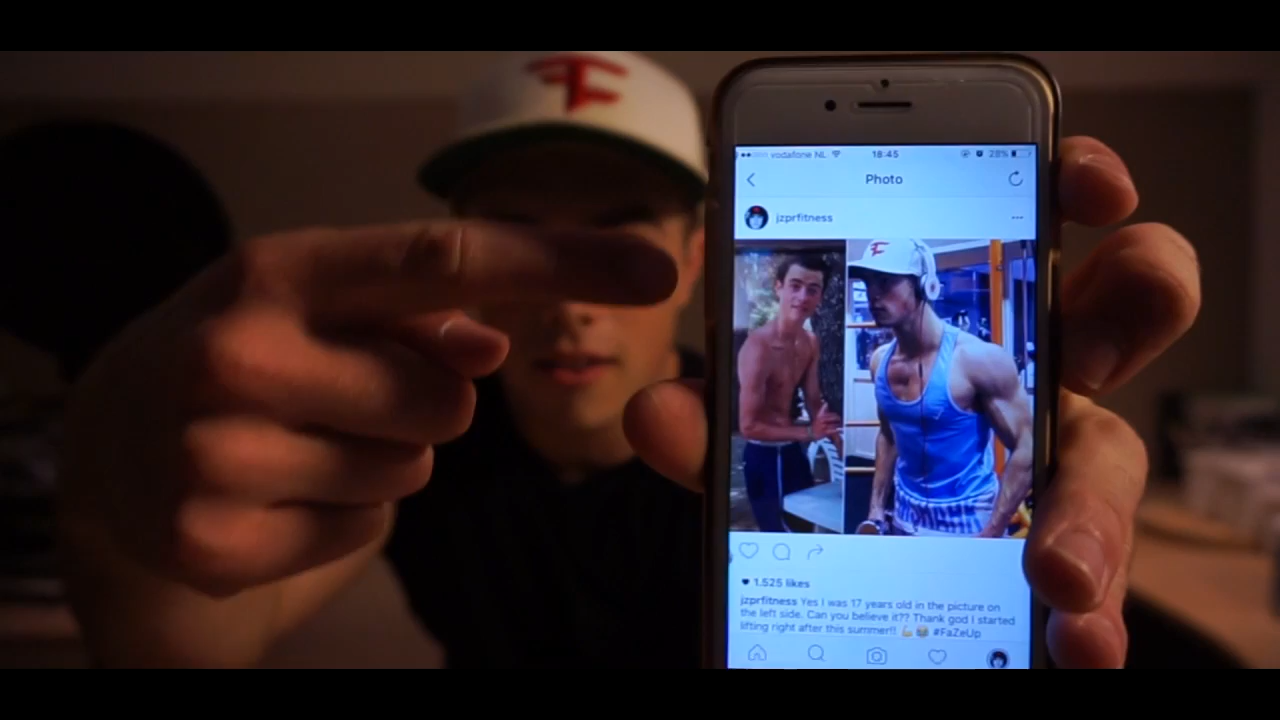 vodafone NL 18:45 28%
Photo
jzprfitness
1.525 likes
jzprfitness Yes I was 17 years old in the picture on
the left side. Can you believe it?? Thank god I started
lifting right after this summer!! 💪😂 #FaZeUp